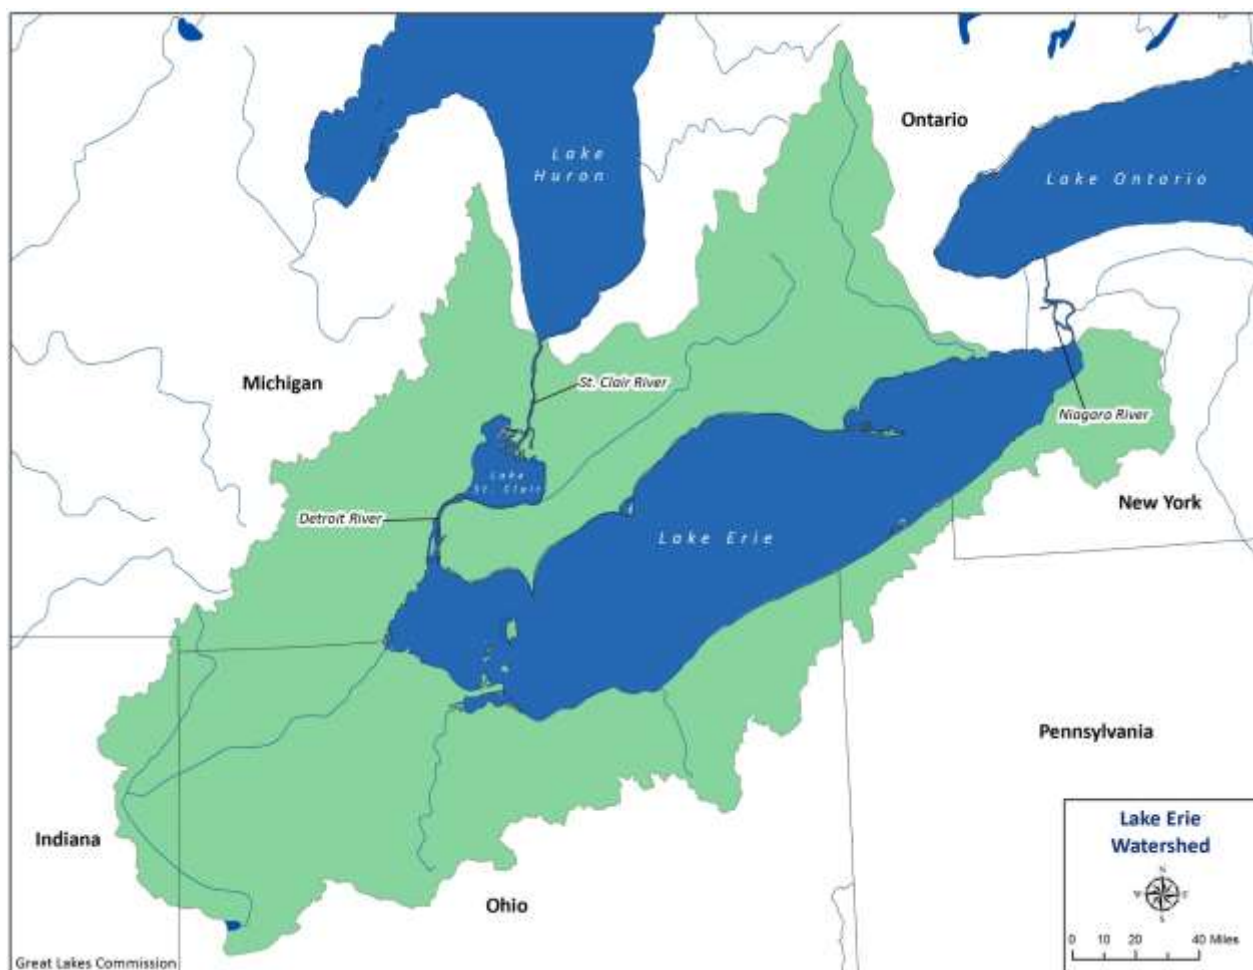 Ontario
Lake
Huron
Lake Ontario
Michigan
St. Clair River
Niagara River
Lake
St. Clair
New York
Detroit River
Lake Erie
Pennsylvania
Indiana
Ohio
Lake Erie
Watershed
N
W
E
S
0 10 20 40 Miles
Great Lakes Commission